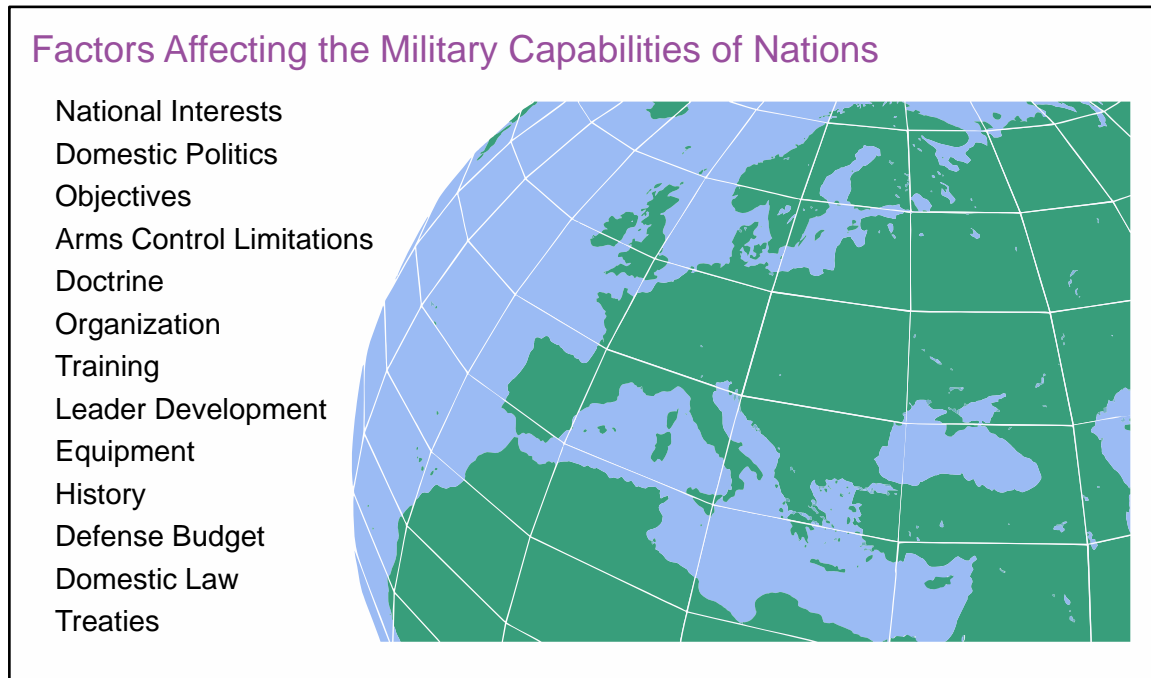 Factors Affecting the Military Capabilities of Nations
National Interests
Domestic Politics
Objectives
Arms Control Limitations
Doctrine
Organization
Training
Leader Development
Equipment
History
Defense Budget
Domestic Law
Treaties